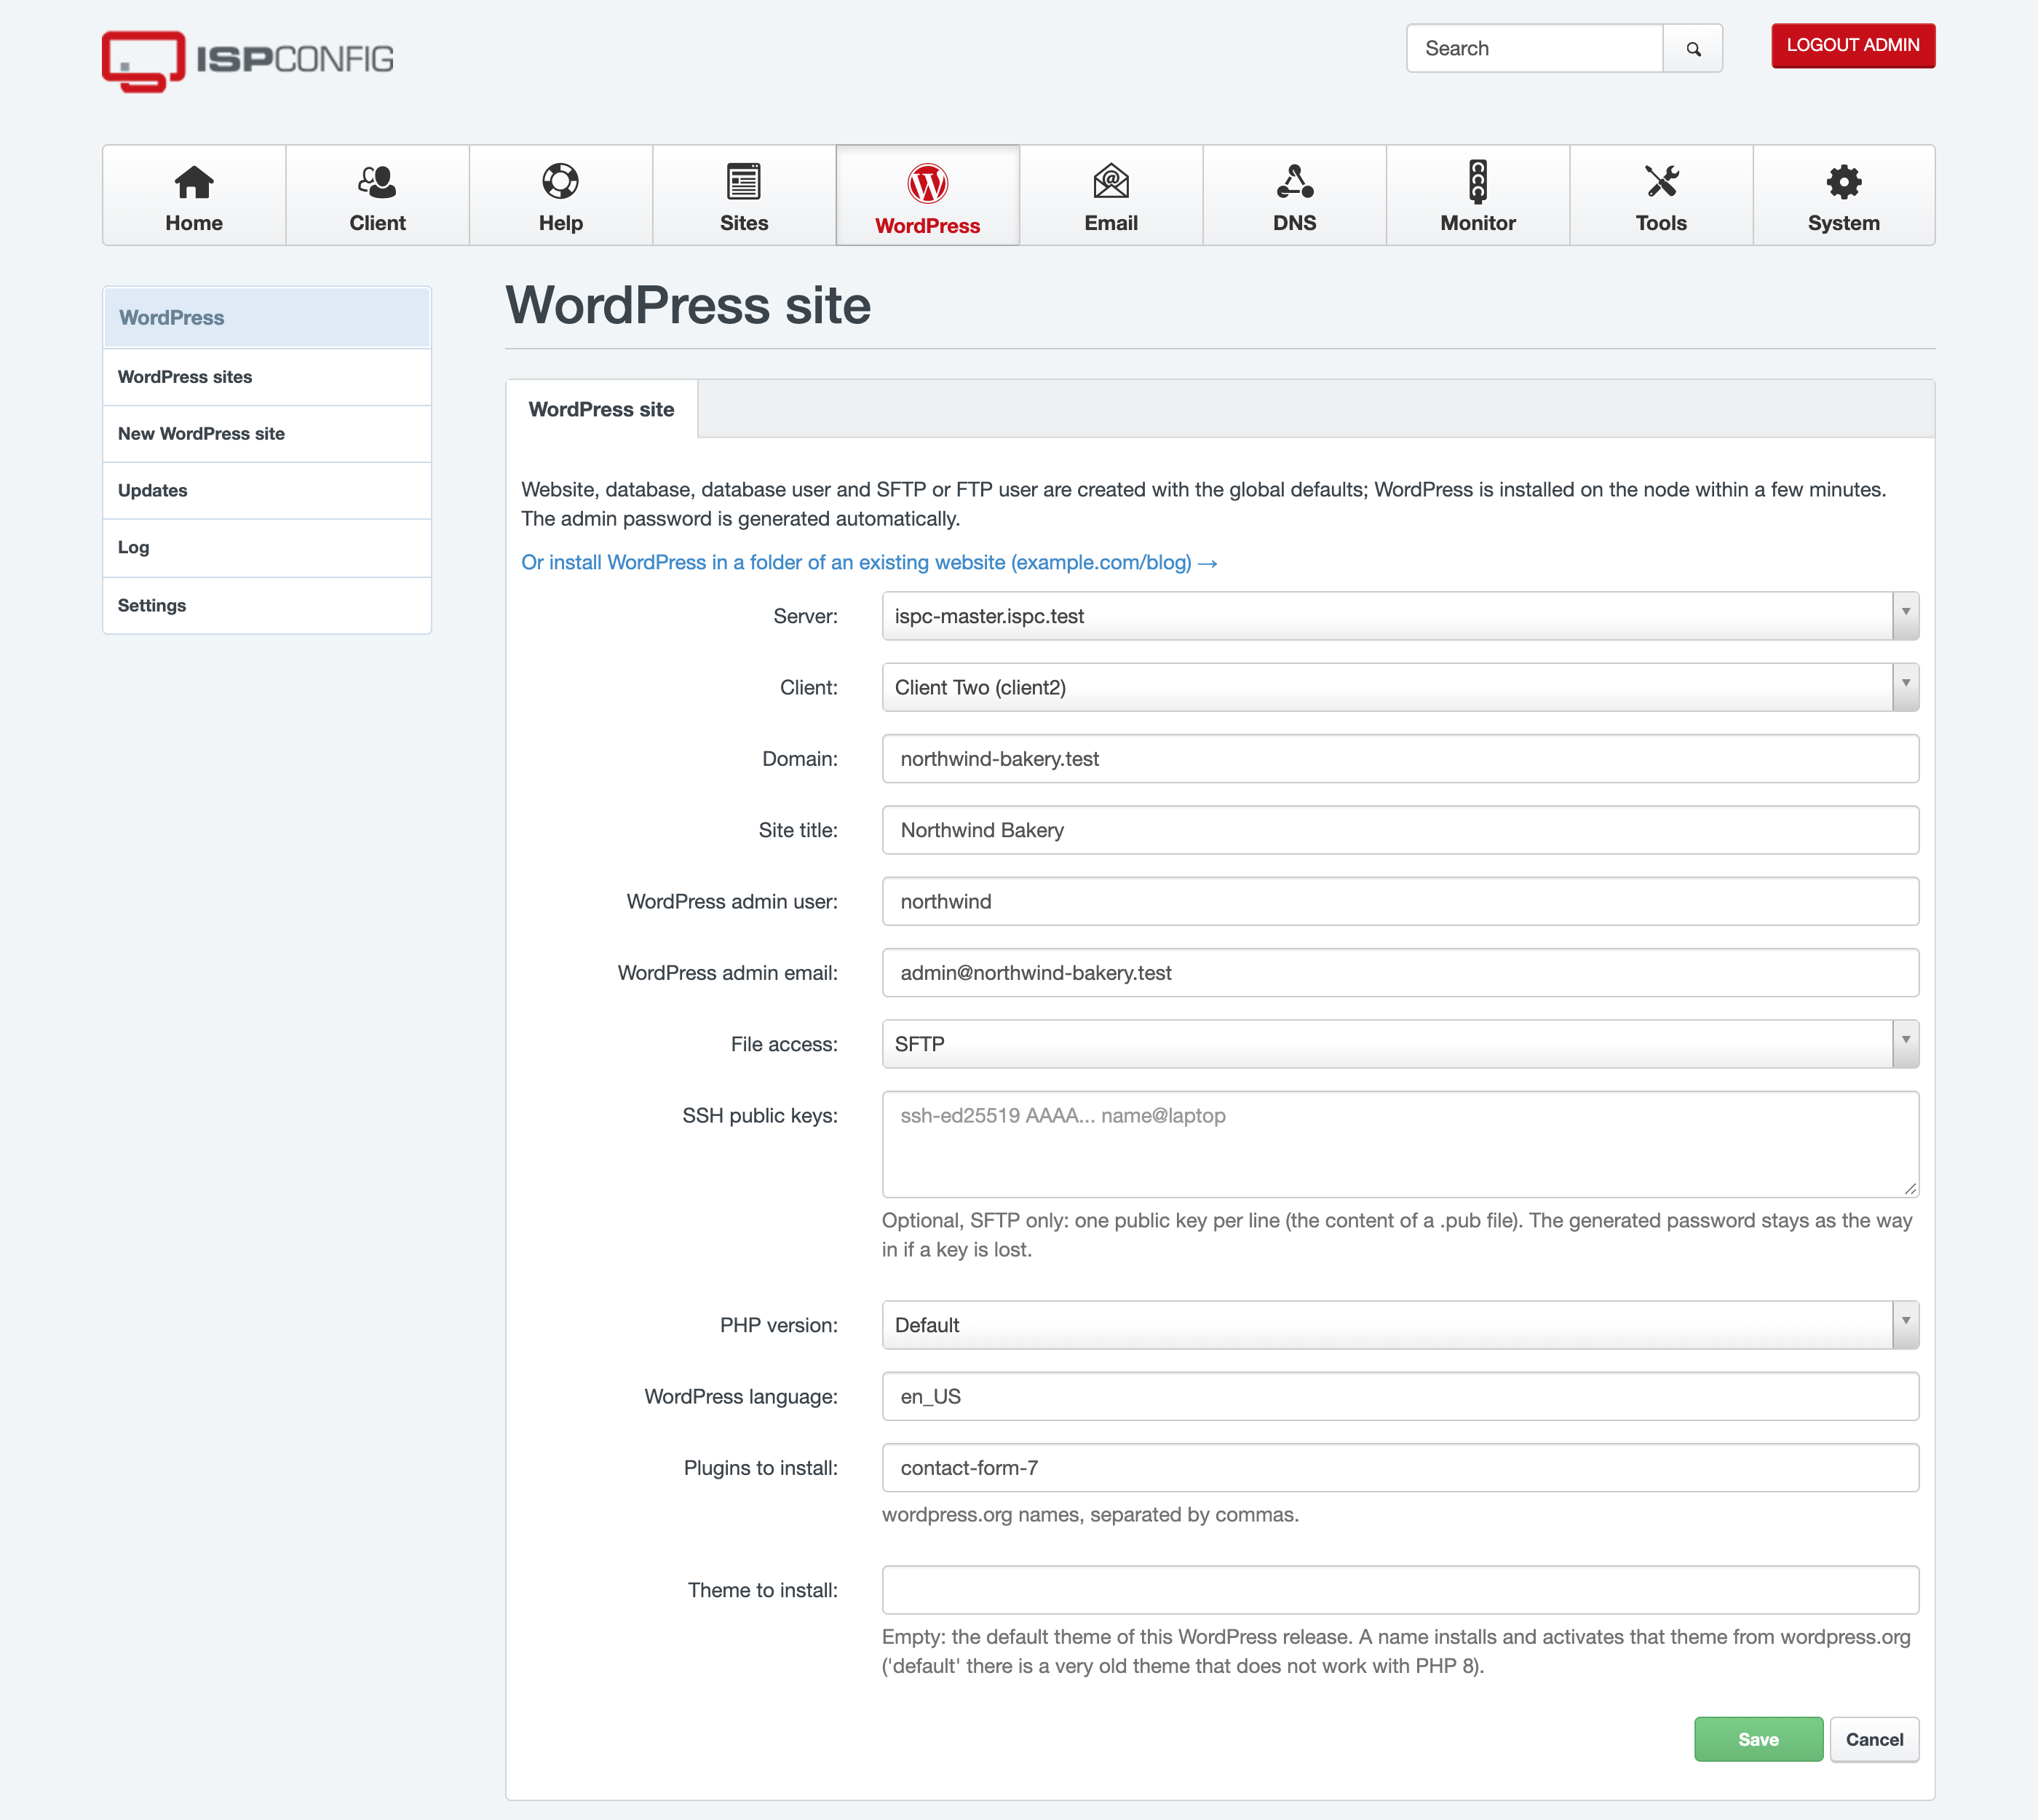 ISPCONFIG
Search
LOGOUT ADMIN
Home
Client
Help
Sites
WordPress
Email
DNS
Monitor
Tools
System
WordPress
WordPress sites
New WordPress site
Updates
Log
Settings
WordPress site
WordPress site
Website, database, database user and SFTP or FTP user are created with the global defaults; WordPress is installed on the node within a few minutes.
The admin password is generated automatically.
Or install WordPress in a folder of an existing website (example.com/blog) →
Server: ispc-master.ispc.test
Client: Client Two (client2)
Domain: northwind-bakery.test
Site title: Northwind Bakery
WordPress admin user: northwind
WordPress admin email: admin@northwind-bakery.test
File access: SFTP
SSH public keys: ssh-ed25519 AAAA... name@laptop
Optional, SFTP only: one public key per line (the content of a .pub file). The generated password stays as the way
in if a key is lost.
PHP version: Default
WordPress language: en_US
Plugins to install: contact-form-7
wordpress.org names, separated by commas.
Theme to install:
Empty: the default theme of this WordPress release. A name installs and activates that theme from wordpress.org
('default' there is a very old theme that does not work with PHP 8).
Save
Cancel